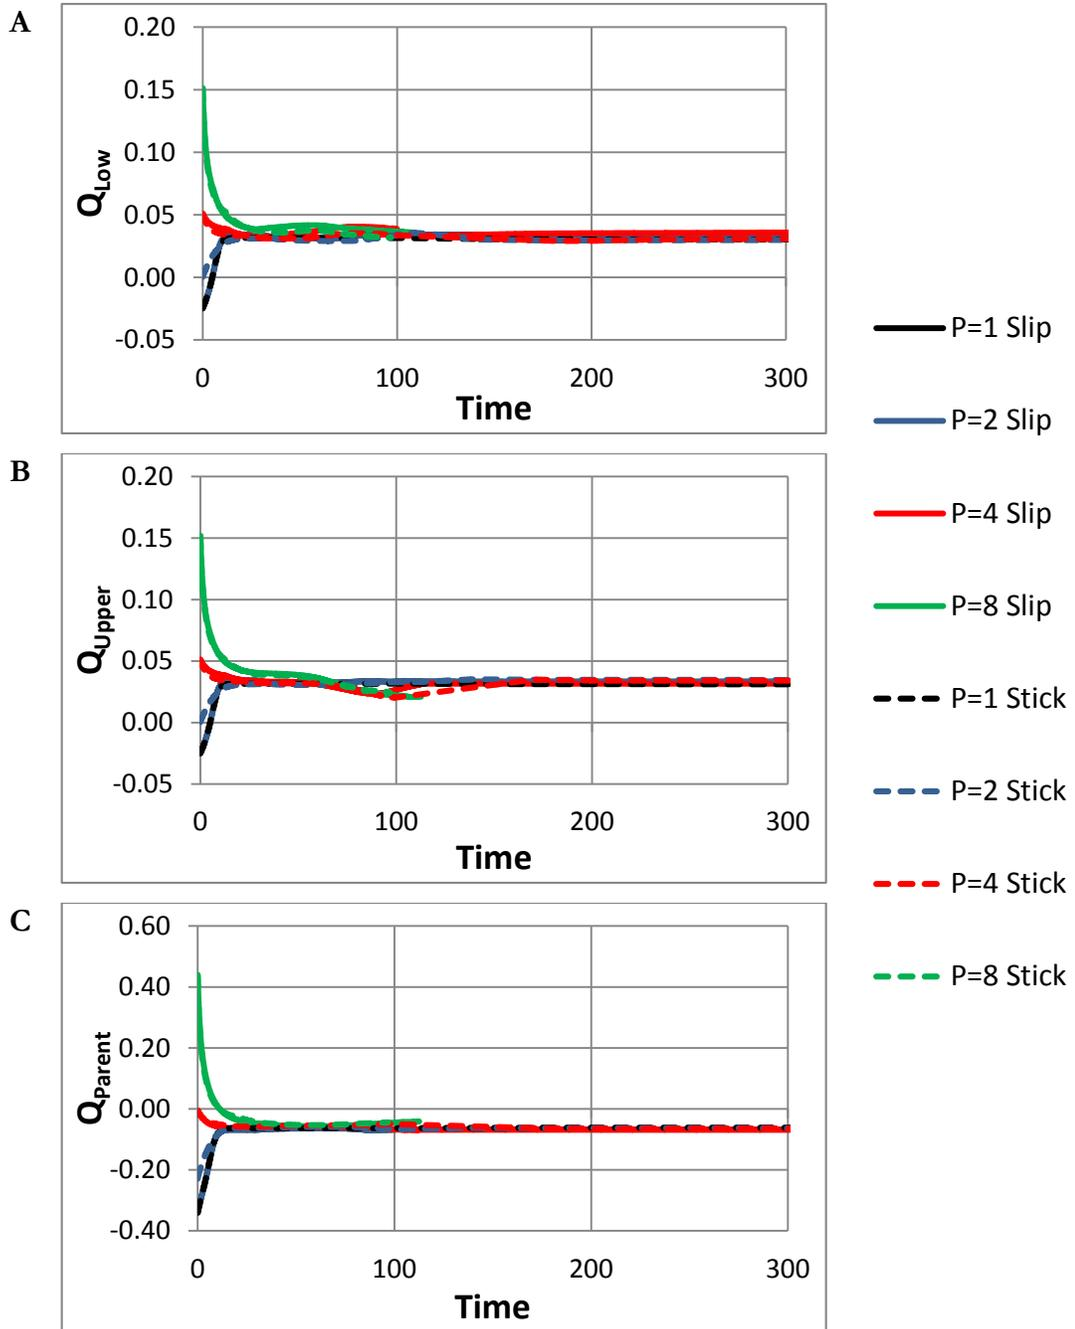 A
0.20
0.15
0.10
0.05
0.00
-0.05
Q_Low
0 100 200 300
Time
B
0.20
0.15
0.10
0.05
0.00
-0.05
Q_Upper
0 100 200 300
Time
C
0.60
0.40
0.20
0.00
-0.20
-0.40
Q_Parent
0 100 200 300
Time
P=1 Slip
P=2 Slip
P=4 Slip
P=8 Slip
P=1 Stick
P=2 Stick
P=4 Stick
P=8 Stick